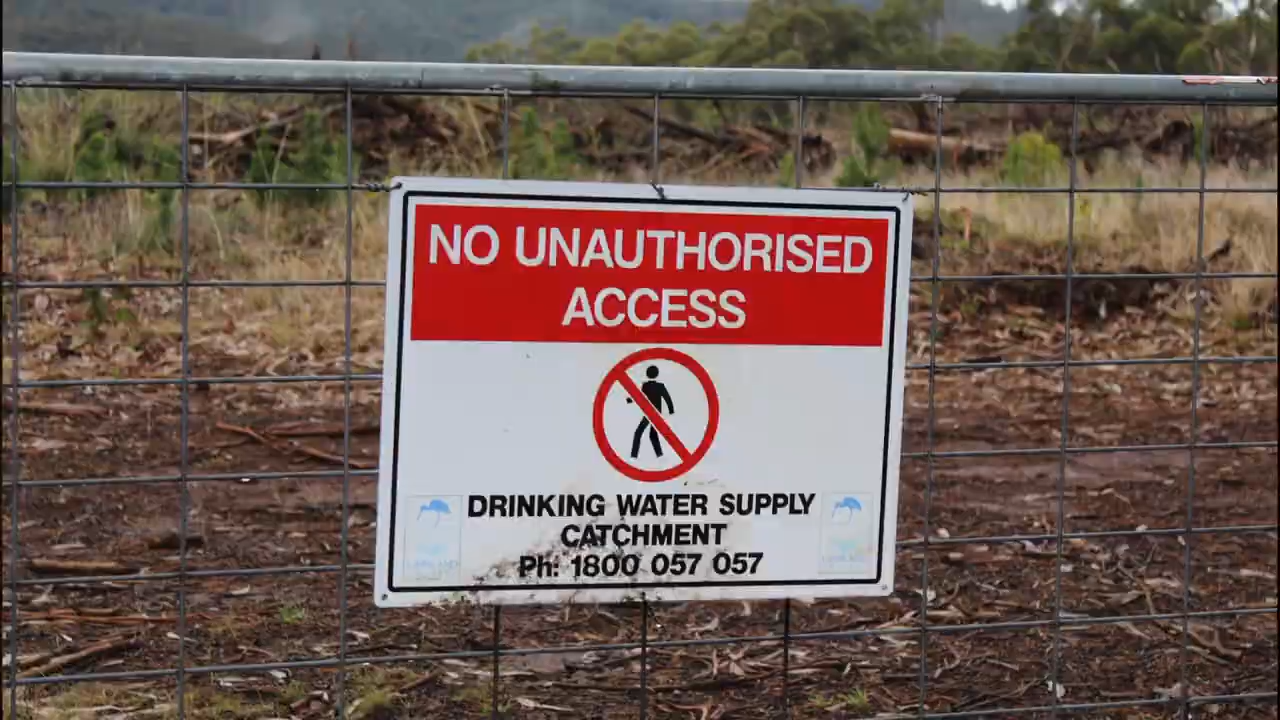 NO UNAUTHORISED
ACCESS
DRINKING WATER SUPPLY
CATCHMENT
Ph: 1800 057 057